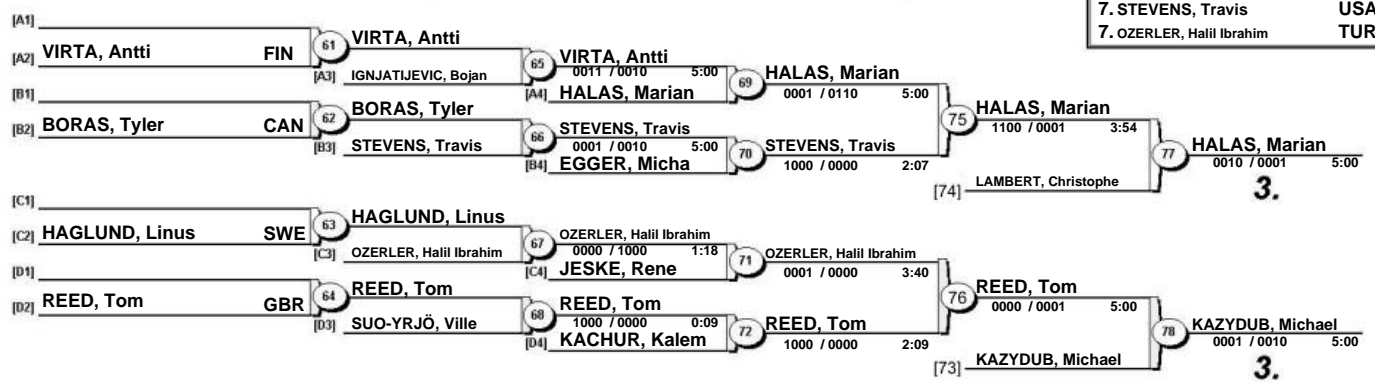 7. STEVENS, Travis USA
7. OZERLER, Halil Ibrahim TUR
[A1]
[A2] VIRTA, Antti FIN
61 VIRTA, Antti
[A3] IGNJATIJEVIC, Bojan
65 VIRTA, Antti
0011 / 0010 5:00
[A4] HALAS, Marian
69 HALAS, Marian
0001 / 0110 5:00
[B1]
[B2] BORAS, Tyler CAN
62 BORAS, Tyler
[B3] STEVENS, Travis
66 STEVENS, Travis
0001 / 0010 5:00
[B4] EGGER, Micha
70 STEVENS, Travis
1000 / 0000 2:07
75 HALAS, Marian
1100 / 0001 3:54
[74] LAMBERT, Christophe
77 HALAS, Marian
0010 / 0001 5:00
3.
[C1]
[C2] HAGLUND, Linus SWE
63 HAGLUND, Linus
[C3] OZERLER, Halil Ibrahim
67 OZERLER, Halil Ibrahim
0000 / 1000 1:18
[C4] JESKE, Rene
71 OZERLER, Halil Ibrahim
0001 / 0000 3:40
[D1]
[D2] REED, Tom GBR
64 REED, Tom
[D3] SUO-YRJÖ, Ville
68 REED, Tom
1000 / 0000 0:09
[D4] KACHUR, Kalem
72 REED, Tom
1000 / 0000 2:09
76 REED, Tom
0000 / 0001 5:00
[73] KAZYDUB, Michael
78 KAZYDUB, Michael
0001 / 0010 5:00
3.